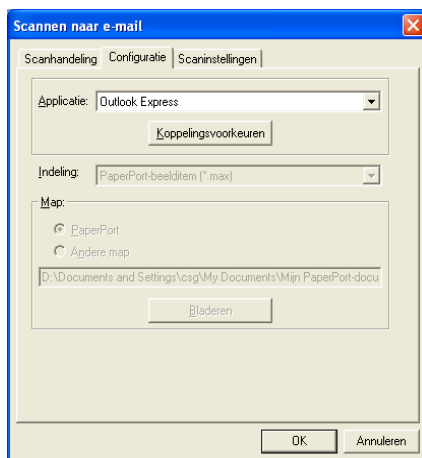 Scannen naar e-mail
Scanhandeling Configuratie Scaninstellingen
Applicatie: Outlook Express
Koppelingsvoorkeuren
Indeling: PaperPort-beelditem (*.max)
Map:
PaperPort
Andere map
D:\Documents and Settings\csg\My Documents\Mijn PaperPort-docu
Bladeren
OK Annuleren